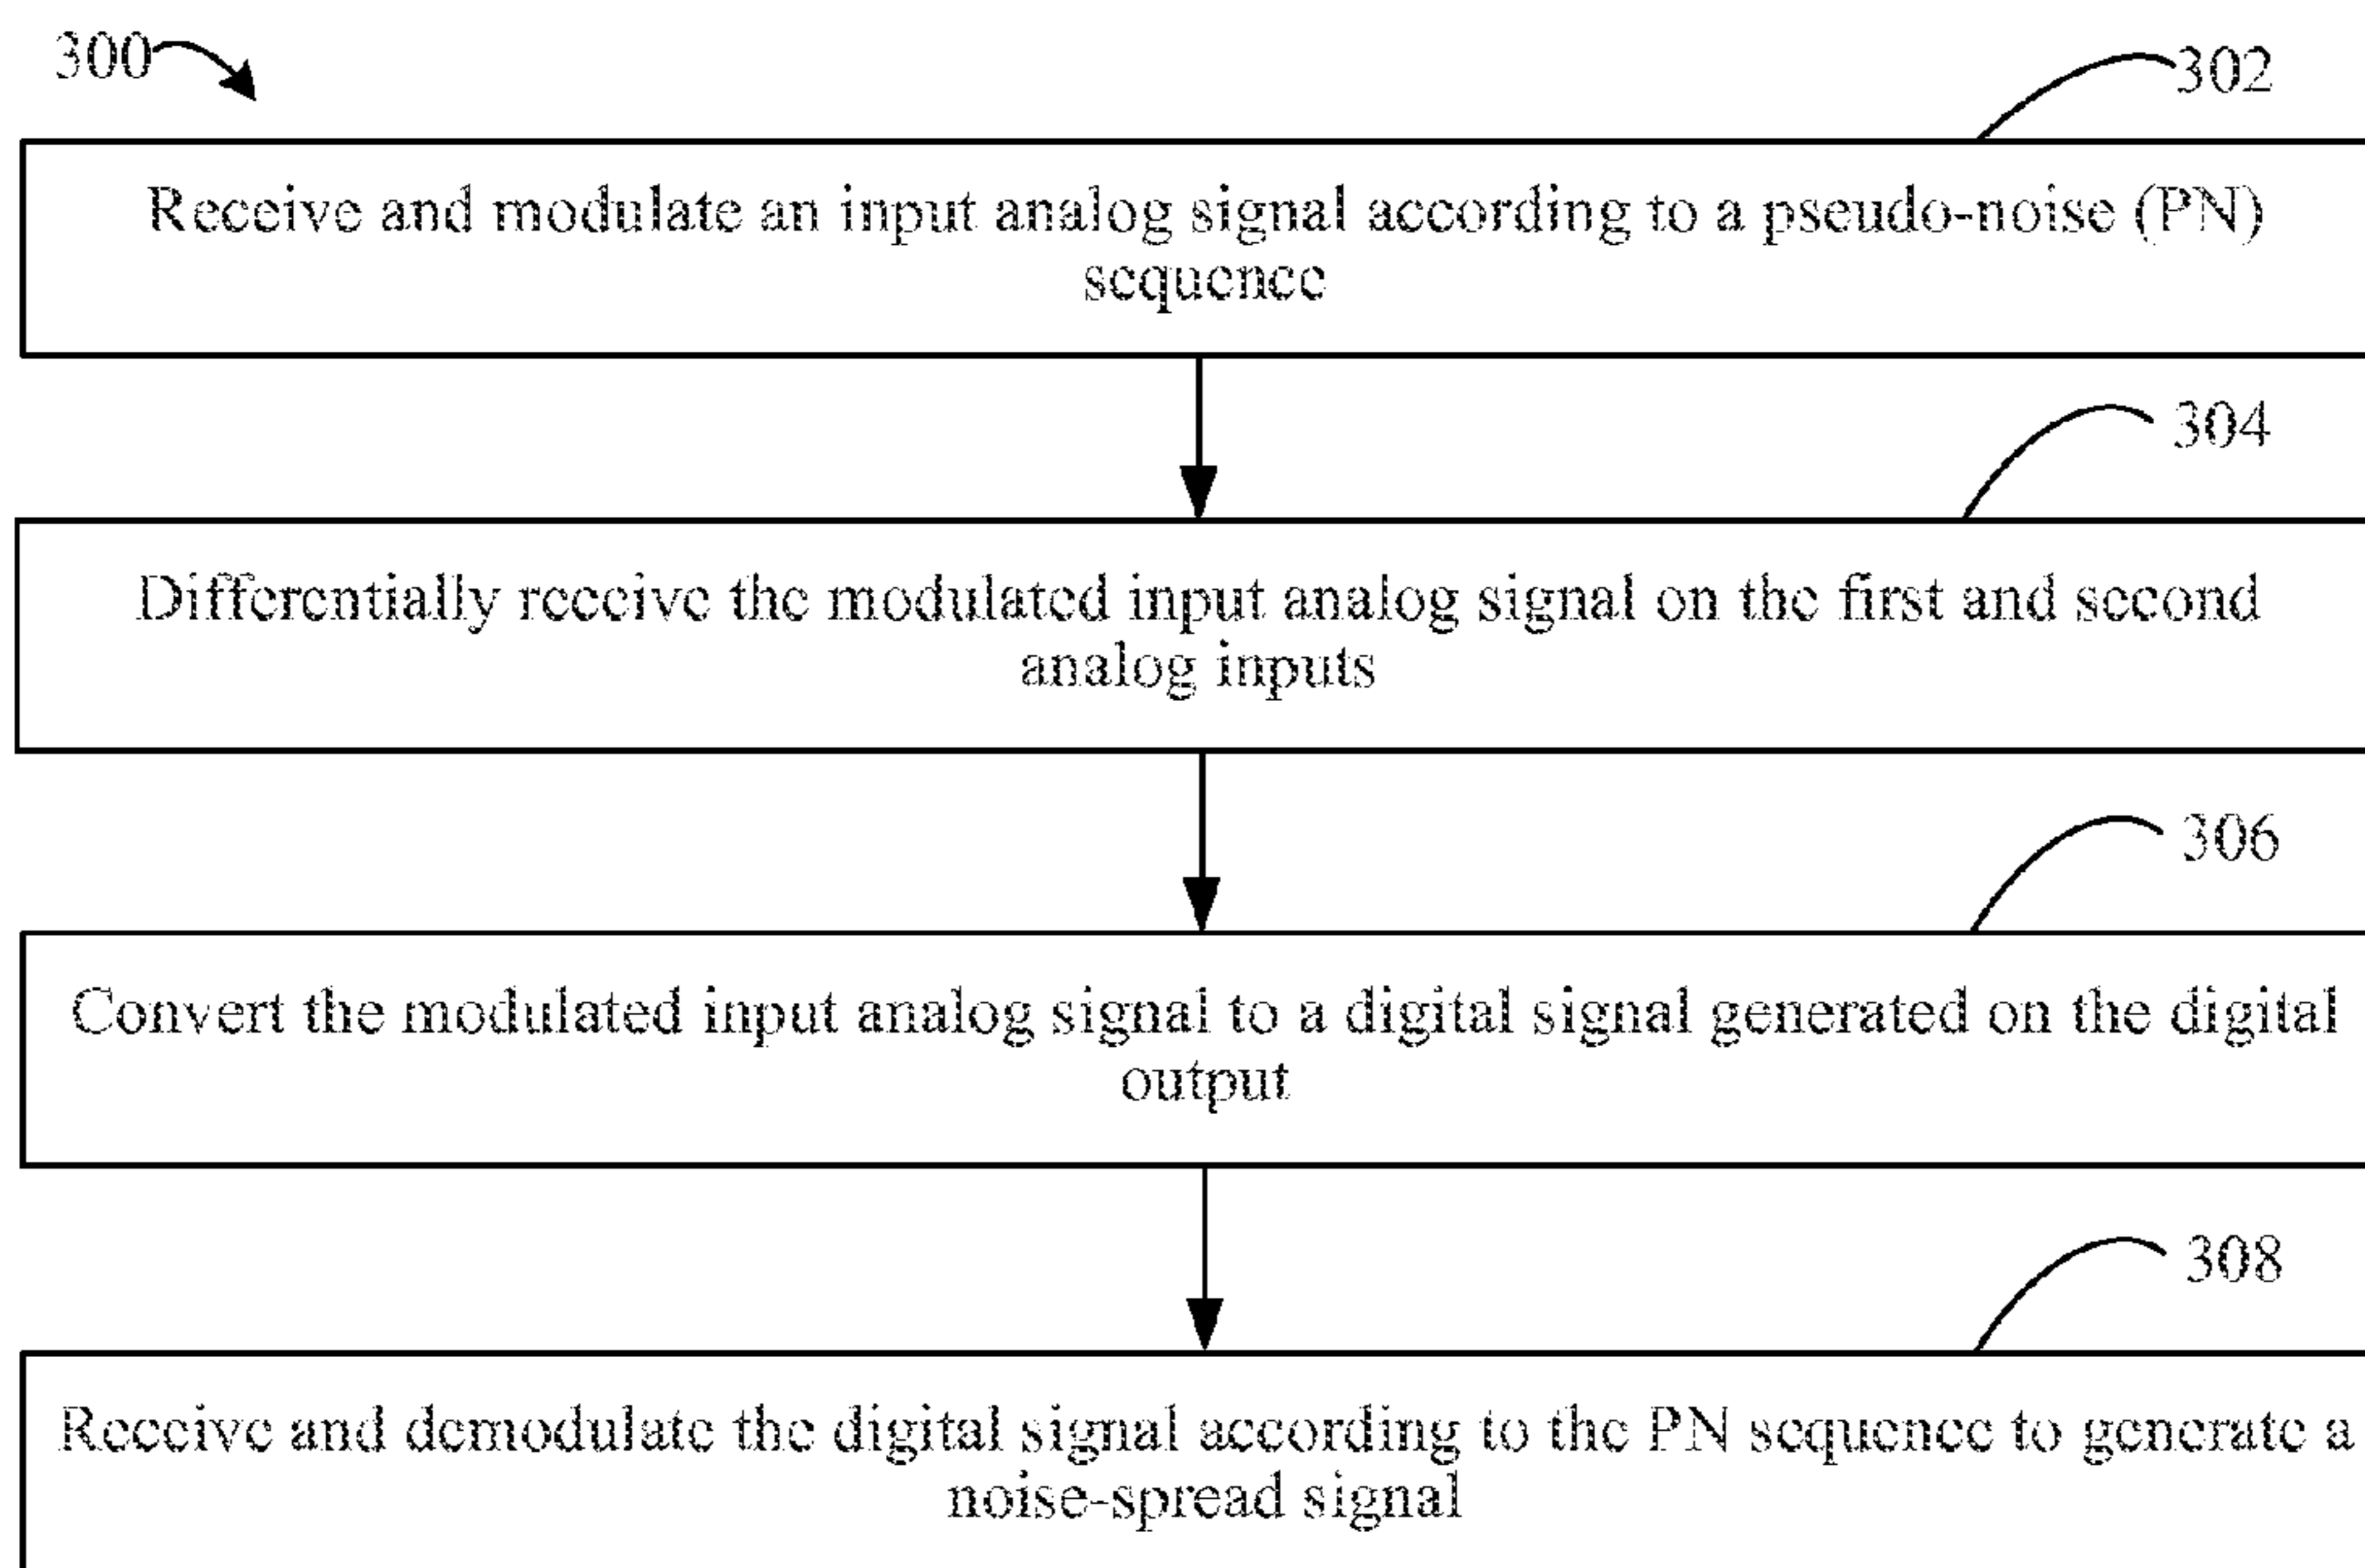 300
302
Receive and modulate an input analog signal according to a pseudo-noise (PN)
sequence
304
Differentially receive the modulated input analog signal on the first and second
analog inputs
306
Convert the modulated input analog signal to a digital signal generated on the digital
output
308
Receive and demodulate the digital signal according to the PN sequence to generate a
noise-spread signal